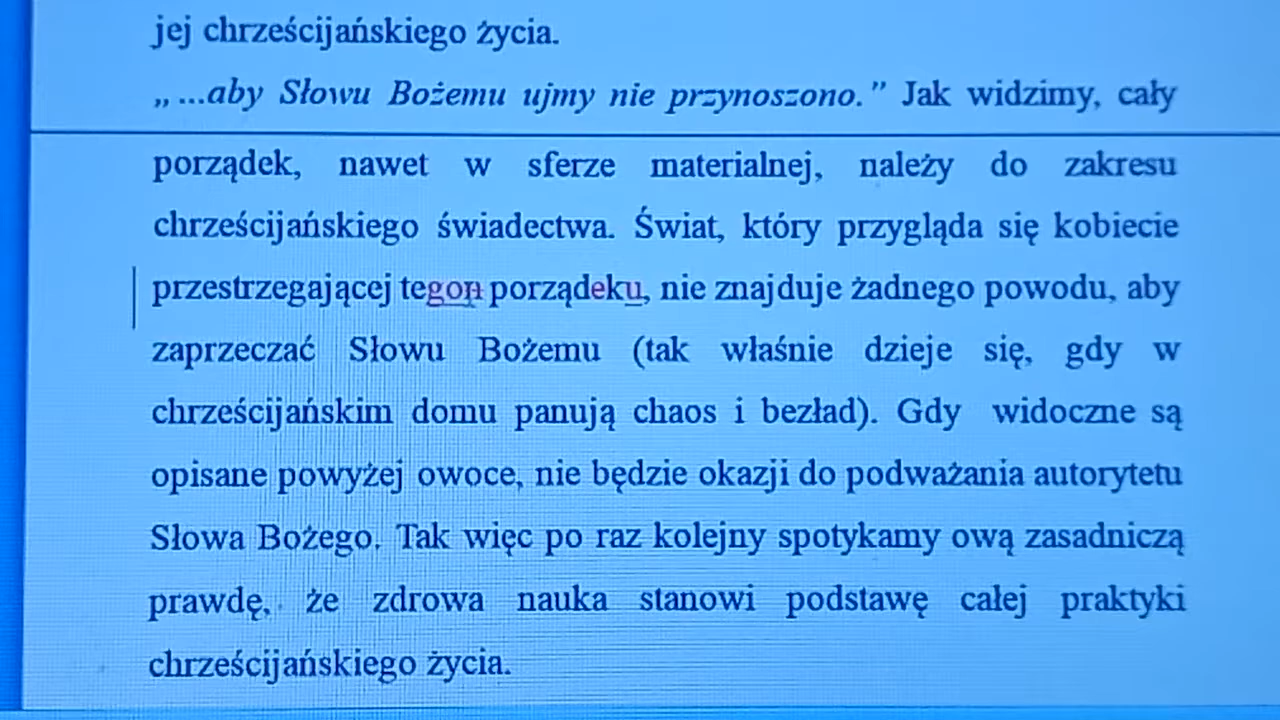 jej chrześcijańskiego życia.
„...aby Słowu Bożemu ujmy nie przynoszono.” Jak widzimy, cały
porządek, nawet w sferze materialnej, należy do zakresu
chrześcijańskiego świadectwa. Świat, który przygląda się kobiecie
przestrzegającej tegon porządeku, nie znajduje żadnego powodu, aby
zaprzeczać Słowu Bożemu (tak właśnie dzieje się, gdy w
chrześcijańskim domu panują chaos i bezład). Gdy widoczne są
opisane powyżej owoce, nie będzie okazji do podważania autorytetu
Słowa Bożego. Tak więc po raz kolejny spotykamy ową zasadniczą
prawdę, że zdrowa nauka stanowi podstawę całej praktyki
chrześcijańskiego życia.